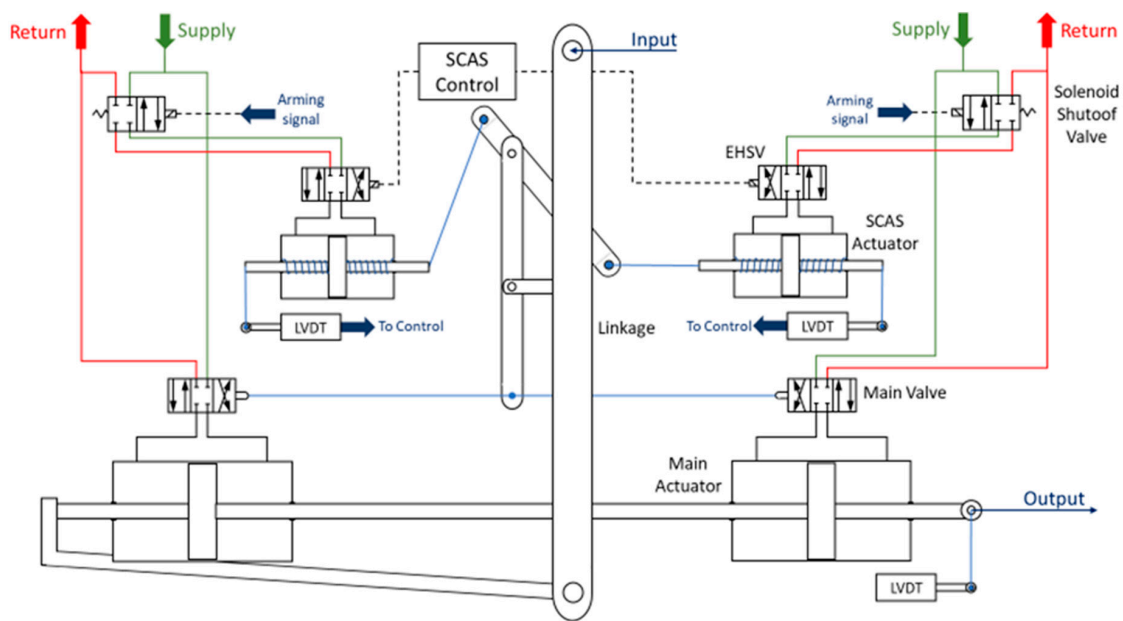 Return
Supply
SCAS
Control
Input
Supply
Return
Arming
signal
Arming
signal
Solenoid
Shutoof
Valve
EHSV
SCAS
Actuator
LVDT
To Control
Linkage
To Control
LVDT
Main Valve
Main
Actuator
Output
LVDT